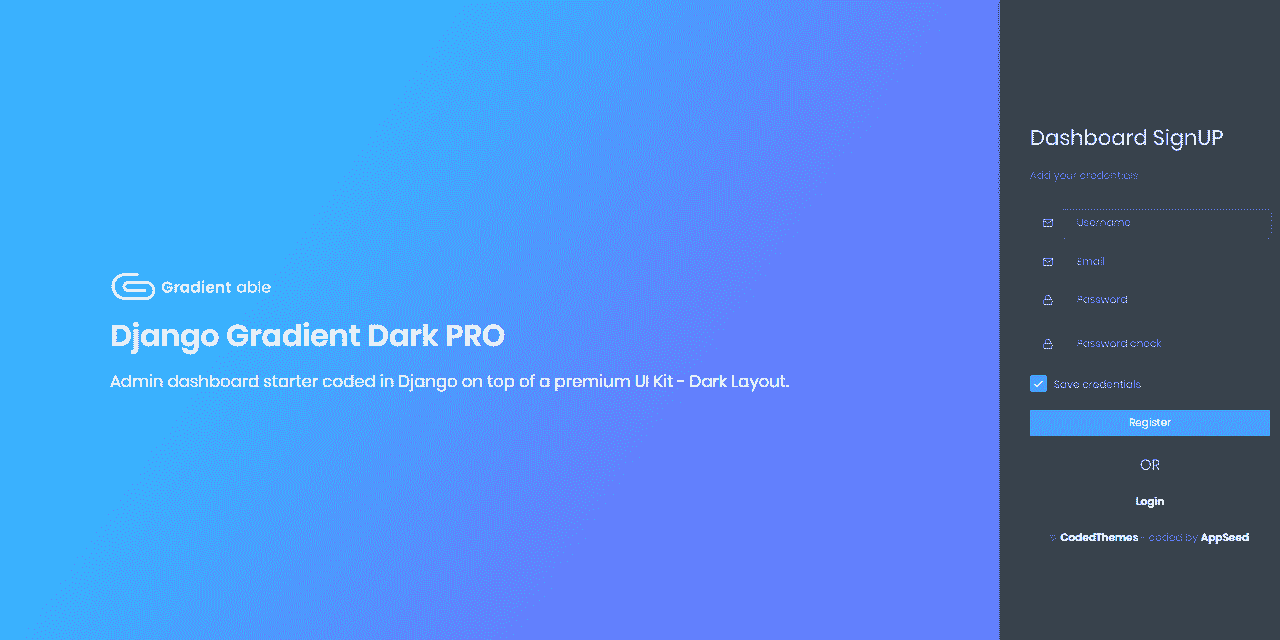 Gradient able
Django Gradient Dark PRO
Admin dashboard starter coded in Django on top of a premium UI Kit - Dark Layout.
Dashboard SignUP
Add your credentials
Username
Email
Password
Password check
Save credentials
Register
OR
Login
CodedThemes - coded by AppSeed